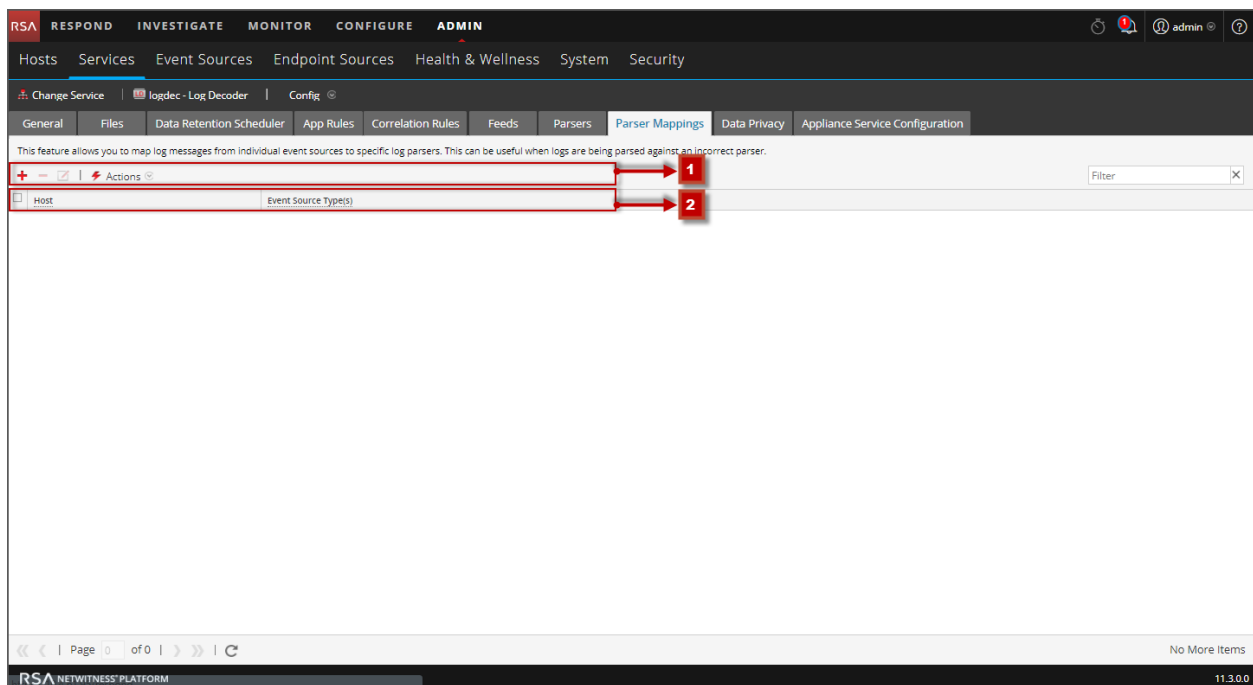 RSA RESPOND INVESTIGATE MONITOR CONFIGURE ADMIN 1 admin ?
Hosts Services Event Sources Endpoint Sources Health & Wellness System Security
Change Service | LD logdec - Log Decoder | Config
General Files Data Retention Scheduler App Rules Correlation Rules Feeds Parsers Parser Mappings Data Privacy Appliance Service Configuration
This feature allows you to map log messages from individual event sources to specific log parsers. This can be useful when logs are being parsed against an incorrect parser.
+ - | Actions 1 Filter X
Host Event Source Type(s) 2
| Page 0 of 0 | | No More Items
RSA NETWITNESS® PLATFORM 11.3.0.0